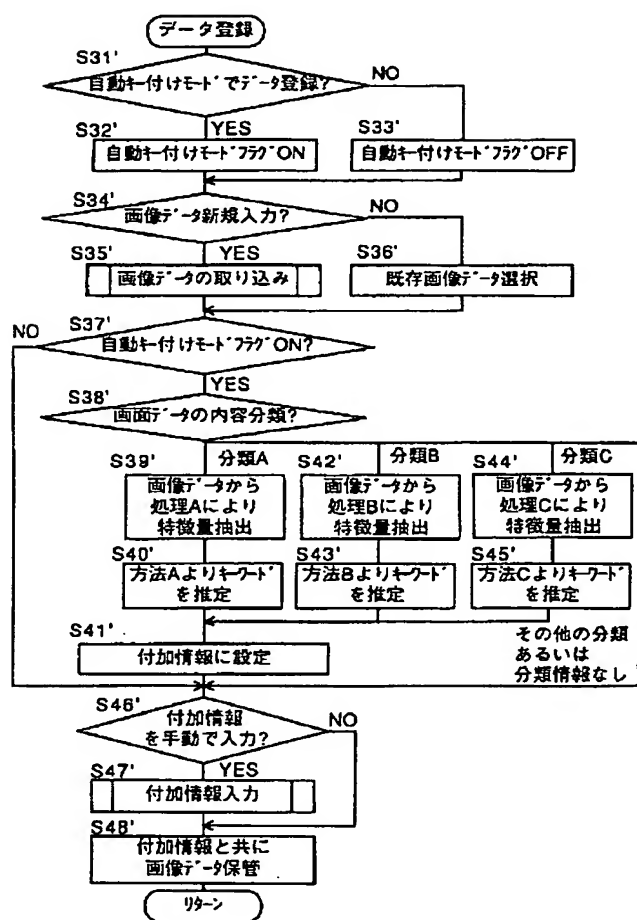 データ登録
S31'
自動ｷｰ付けﾓｰﾄﾞでデータ登録?
NO
S32'
YES
S33'
自動ｷｰ付けﾓｰﾄﾞﾌﾗｸﾞON
自動ｷｰ付けﾓｰﾄﾞﾌﾗｸﾞOFF
S34'
画像ﾃﾞｰﾀ新規入力?
NO
S35'
YES
S36'
画像ﾃﾞｰﾀの取り込み
既存画像ﾃﾞｰﾀ選択
NO
S37'
自動ｷｰ付けﾓｰﾄﾞﾌﾗｸﾞON?
YES
S38'
画面ﾃﾞｰﾀの内容分類?
S39'
分類A
S42'
分類B
S44'
分類C
画像ﾃﾞｰﾀから
処理Aにより
特徴量抽出
画像ﾃﾞｰﾀから
処理Bにより
特徴量抽出
画像ﾃﾞｰﾀから
処理Cにより
特徴量抽出
S40'
S43'
S45'
方法Aよりｷｰﾜｰﾄﾞ
を推定
方法Bよりｷｰﾜｰﾄﾞ
を推定
方法Cよりｷｰﾜｰﾄﾞ
を推定
S41'
付加情報に設定
その他の分類
あるいは
分類情報なし
S46'
付加情報
を手動で入力?
NO
S47'
YES
付加情報入力
S48'
付加情報と共に
画像ﾃﾞｰﾀ保管
ﾘﾀｰﾝ